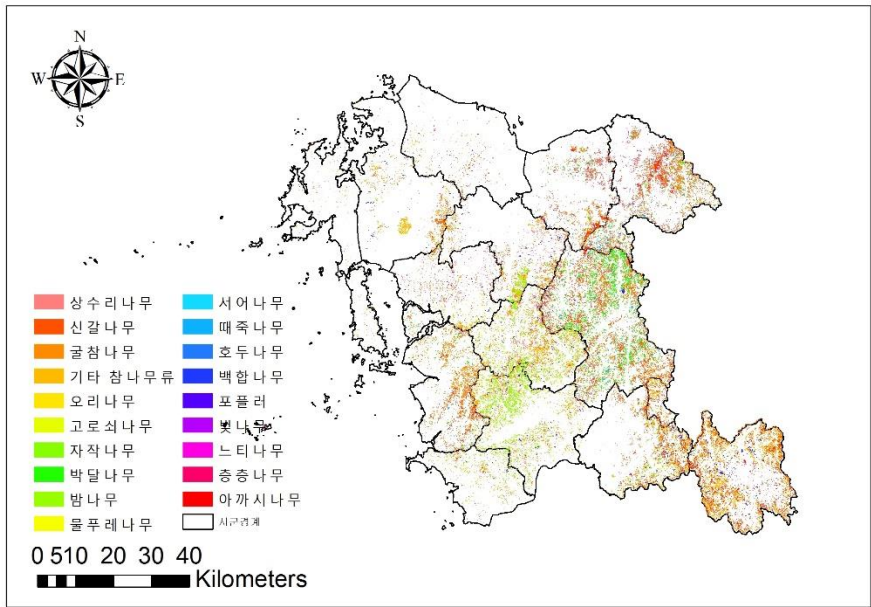 N
W E
S
상수리나무
신갈나무
굴참나무
기타 참나무류
오리나무
고로쇠나무
자작나무
박달나무
밤나무
물푸레나무
서어나무
때죽나무
호두나무
백합나무
포플러
벚나무
느티나무
층층나무
아까시나무
시군경계
0 5 10 20 30 40
Kilometers